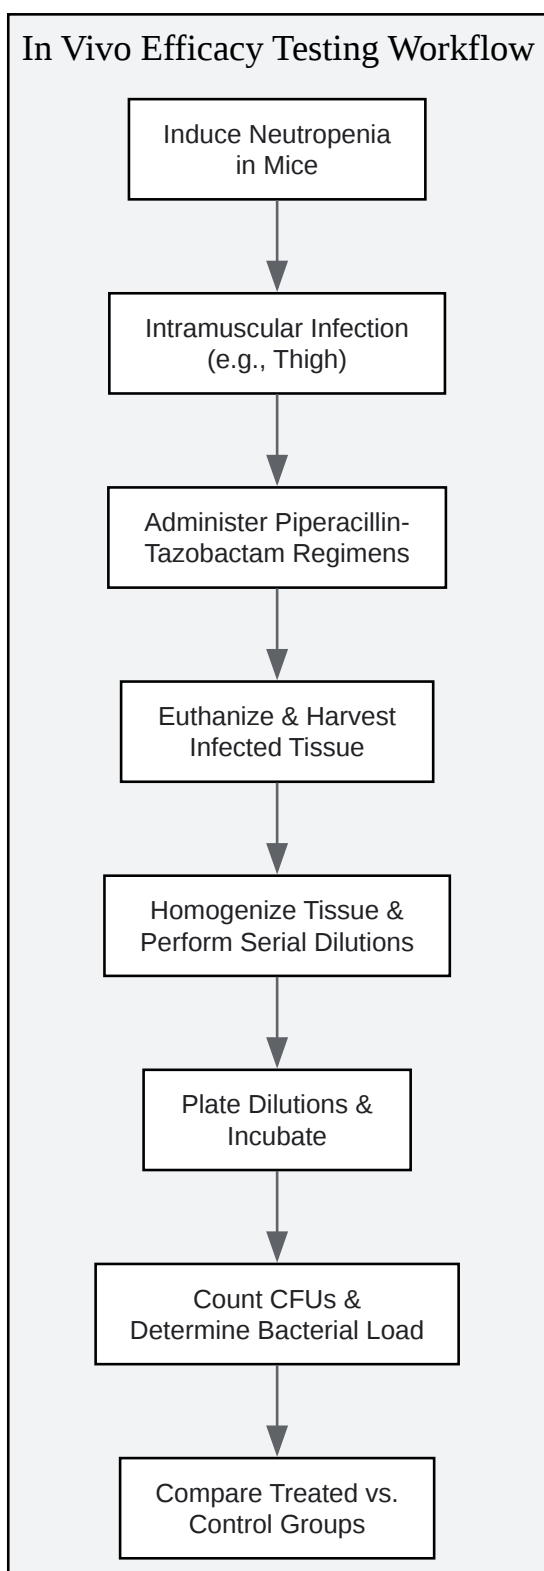 In Vivo Efficacy Testing Workflow
Induce Neutropenia
in Mice
Intramuscular Infection
(e.g., Thigh)
Administer Piperacillin-
Tazobactam Regimens
Euthanize & Harvest
Infected Tissue
Homogenize Tissue &
Perform Serial Dilutions
Plate Dilutions &
Incubate
Count CFUs &
Determine Bacterial Load
Compare Treated vs.
Control Groups